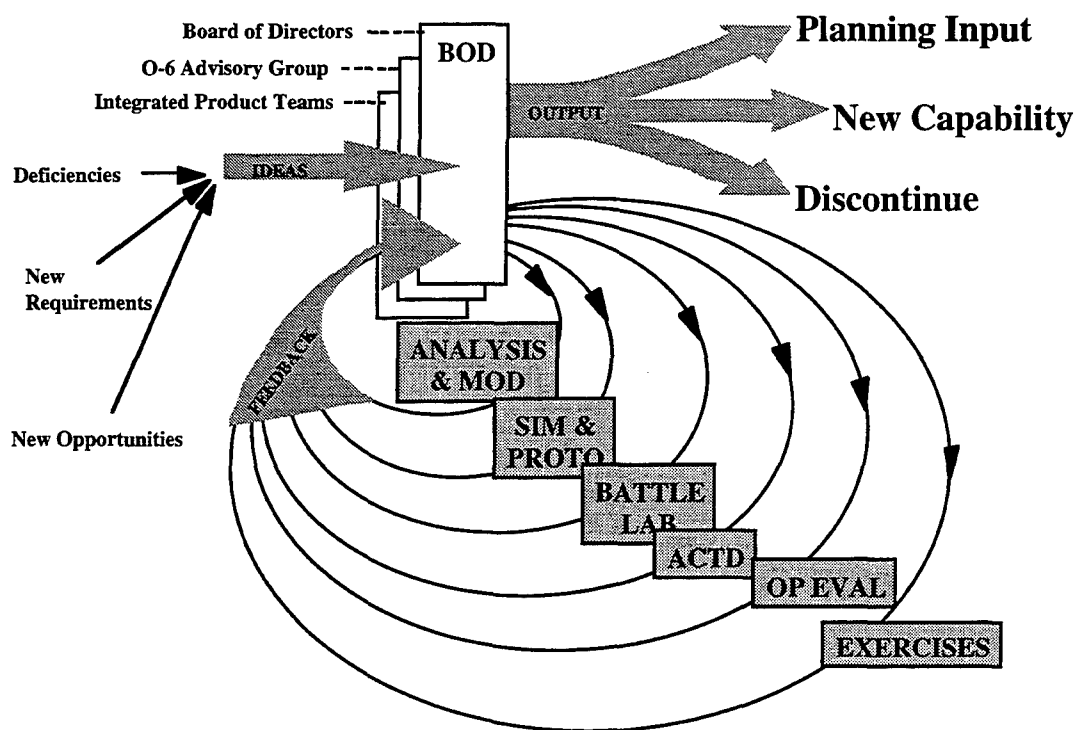 Board of Directors
BOD
O-6 Advisory Group
Integrated Product Teams
Planning Input
OUTPUT
New Capability
Discontinue
Deficiencies
IDEAS
New
Requirements
New Opportunities
FEEDBACK
ANALYSIS
& MOD
SIM &
PROTO
BATTLE
LAB
ACTD
OP EVAL
EXERCISES